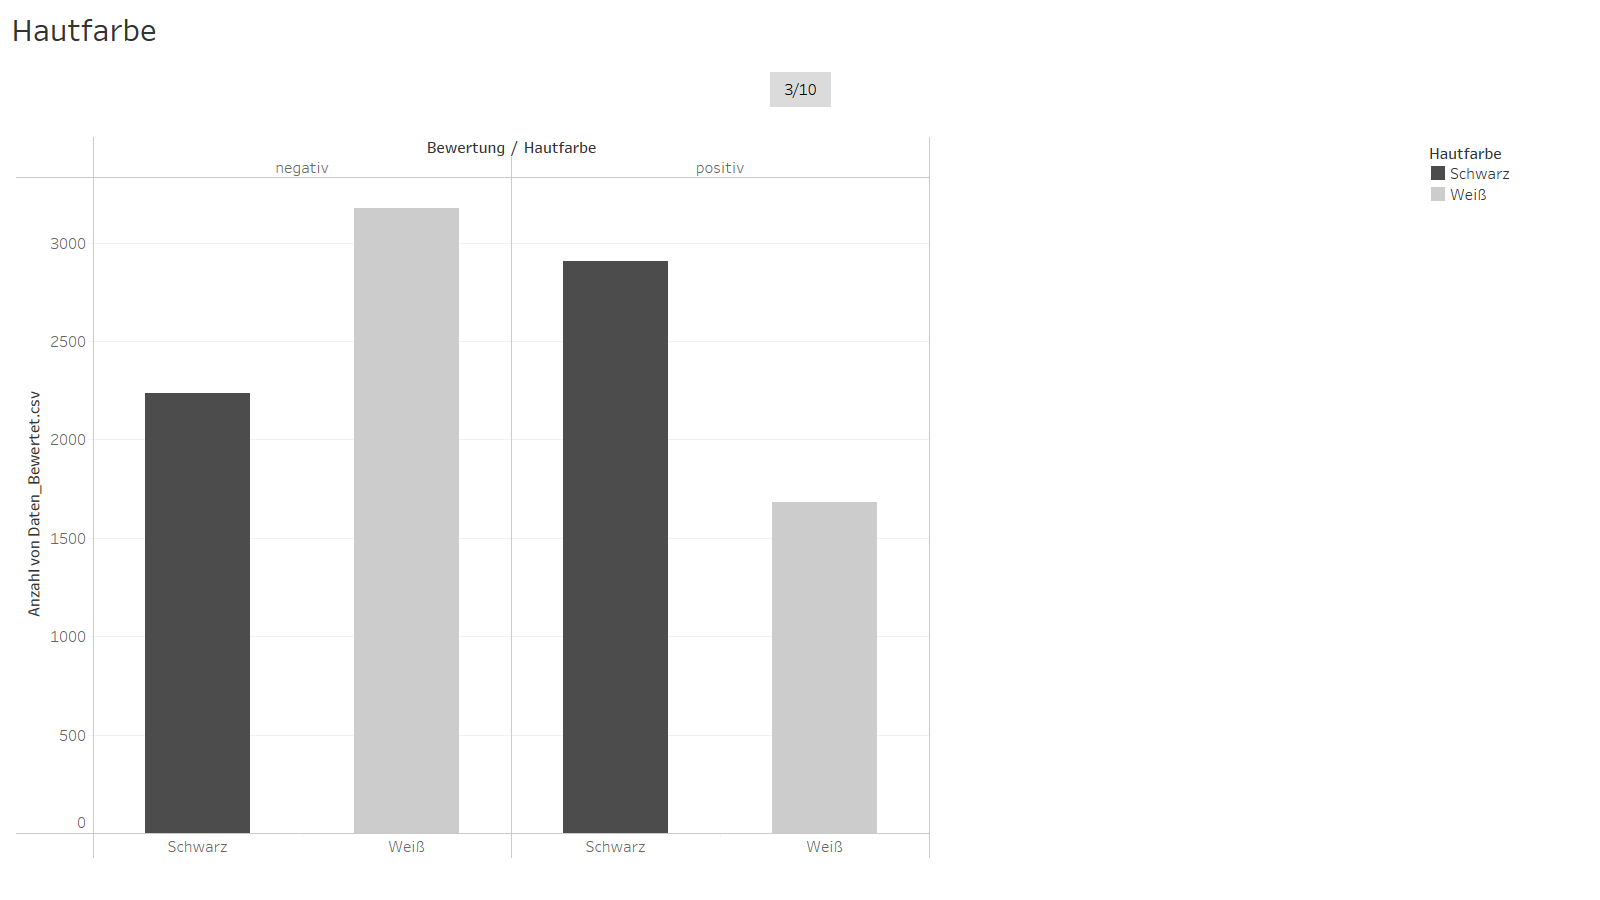 Hautfarbe
3/10
Bewertung / Hautfarbe
negativ
positiv
Hautfarbe
Schwarz
Weiß
Anzahl von Daten_Bewertet.csv
3000
2500
2000
1500
1000
500
0
Schwarz
Weiß
Schwarz
Weiß